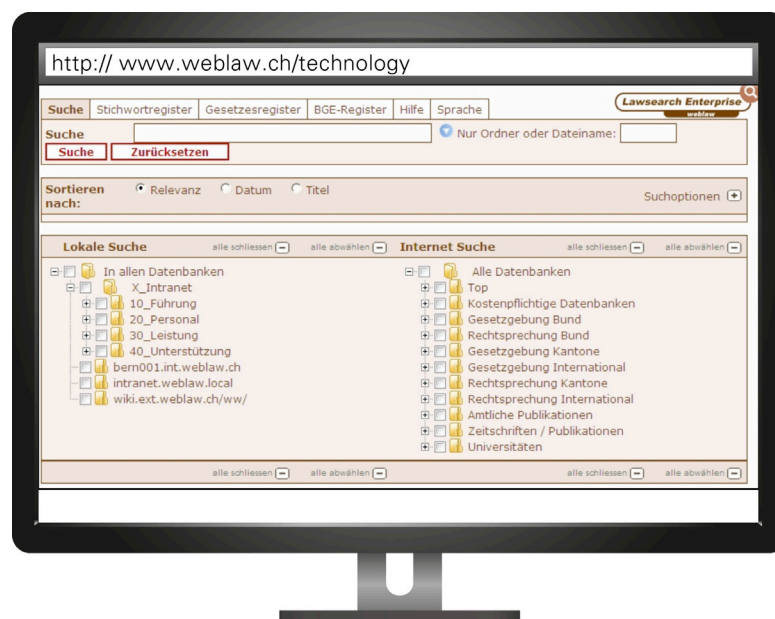 http:// www.weblaw.ch/technology
Suche Stichwortregister Gesetzesregister BGE-Register Hilfe Sprache
Lawsearch Enterprise
weblaw
Suche Nur Ordner oder Dateiname:
Suche Zurücksetzen
Sortieren nach: Relevanz Datum Titel Suchoptionen
Lokale Suche alle schliessen alle abwählen Internet Suche alle schliessen alle abwählen
In allen Datenbanken
X_Intranet
10_Führung
20_Personal
30_Leistung
40_Unterstützung
bern001.int.weblaw.ch
intranet.weblaw.local
wiki.ext.weblaw.ch/ww/
Alle Datenbanken
Top
Kostenpflichtige Datenbanken
Gesetzgebung Bund
Rechtsprechung Bund
Gesetzgebung Kantone
Gesetzgebung International
Rechtsprechung Kantone
Rechtsprechung International
Amtliche Publikationen
Zeitschriften / Publikationen
Universitäten
alle schliessen alle abwählen alle schliessen alle abwählen